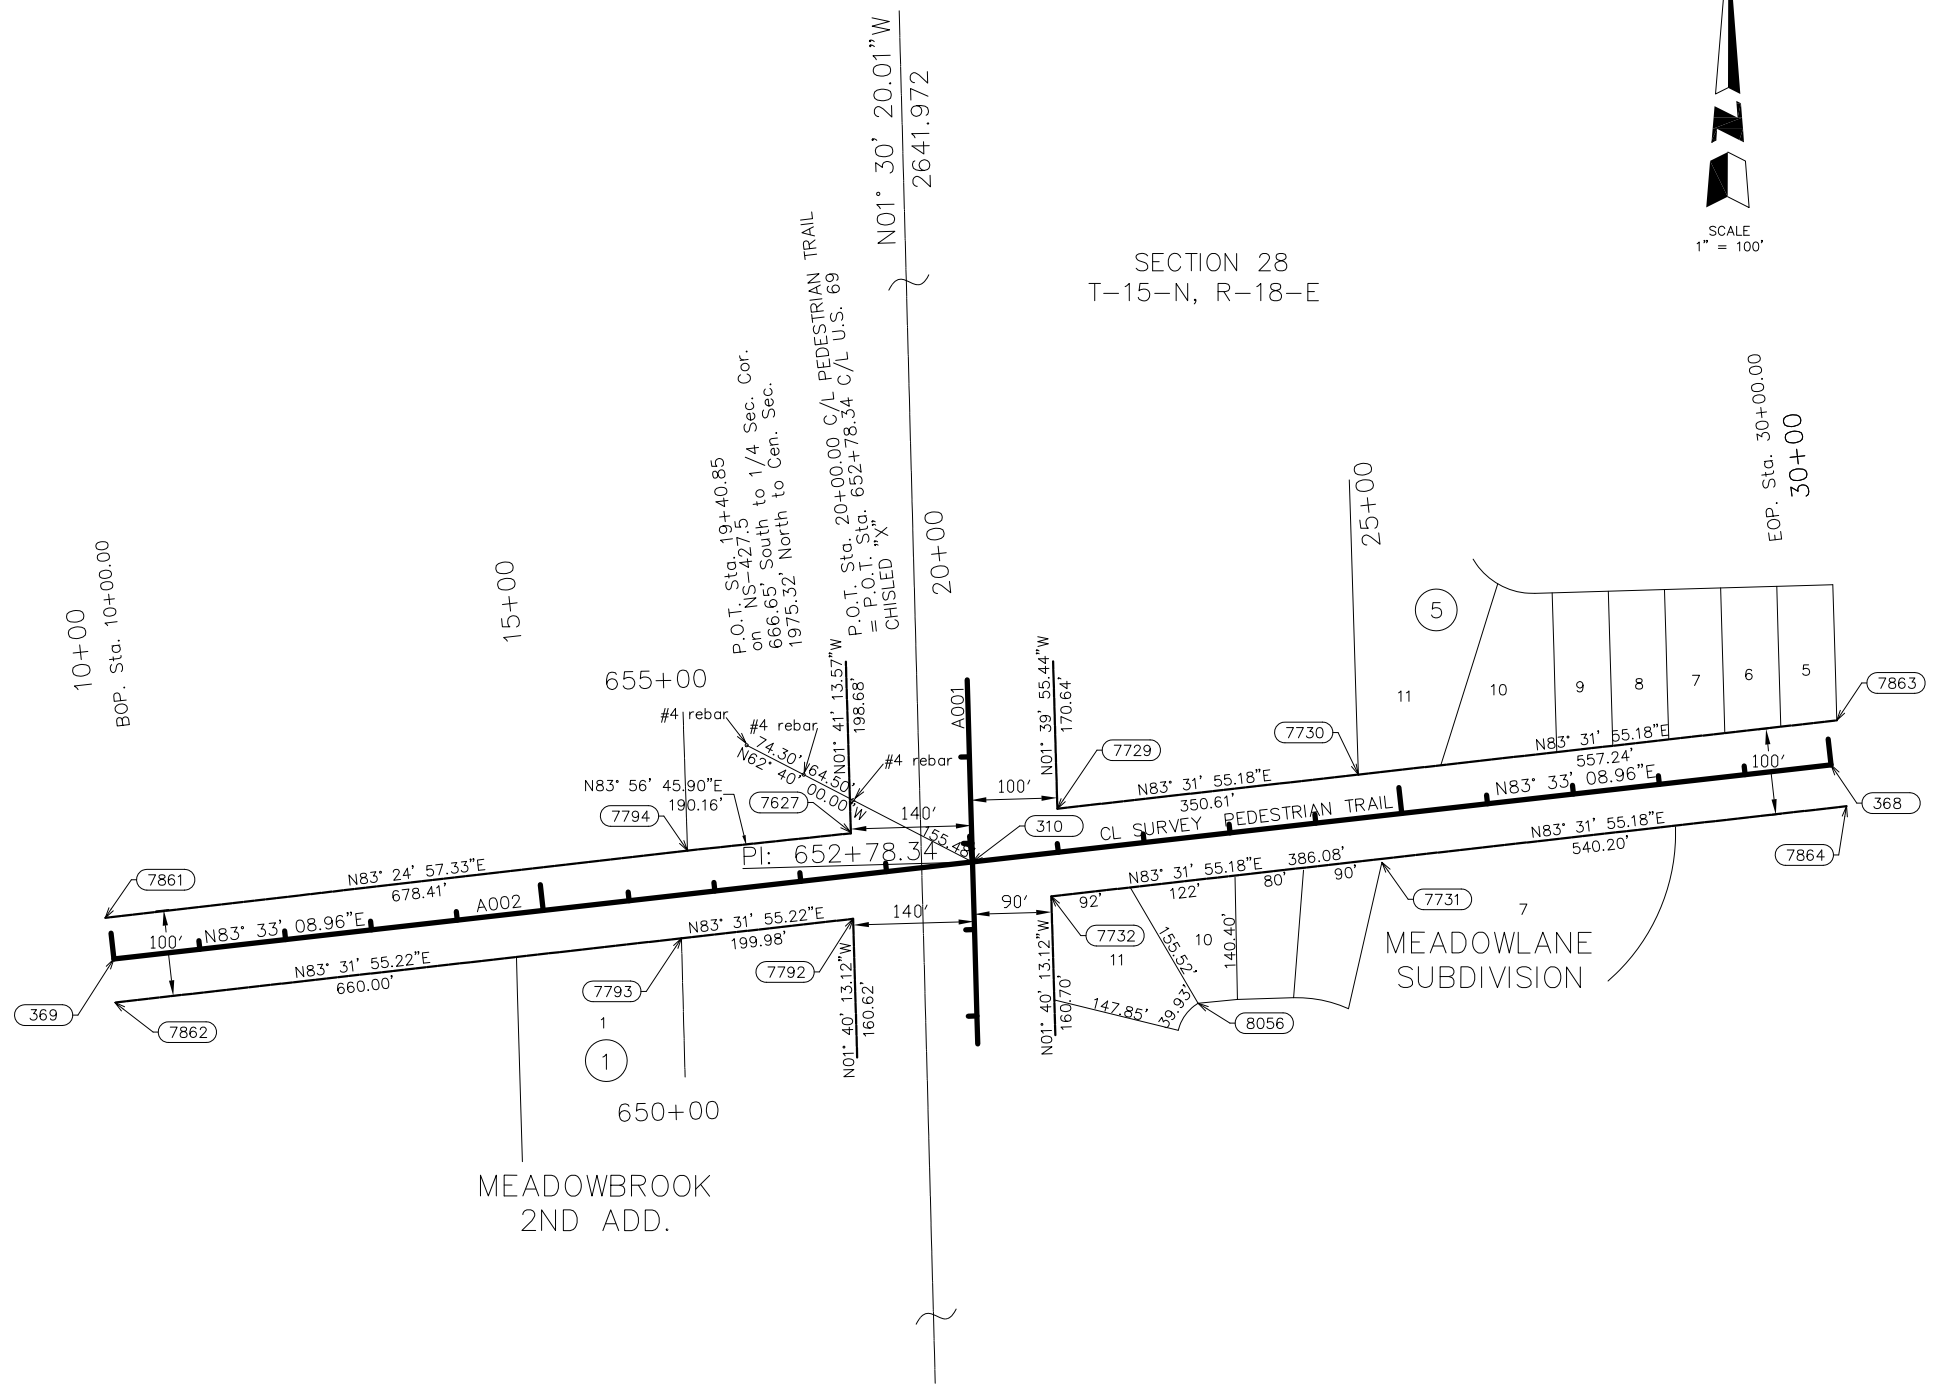 N01° 30' 20.01"W
2641.972
SCALE
1" = 100'
SECTION 28
T-15-N, R-18-E
10+00
BOP. Sta. 10+00.00
15+00
P.O.T. Sta. 19+40.85
on NS-427.5
666.65' South to 1/4 Sec. Cor.
1975.32' North to Cen. Sec.
P.O.T. Sta. 20+00.00 C/L PEDESTRIAN TRAIL
= P.O.T. Sta. 652+78.34 C/L U.S. 69
CHISLED "X"
20+00
25+00
EOP. Sta. 30+00.00
30+00
655+00
#4 rebar
#4 rebar
#4 rebar
74.30'
64.50'
N62° 40' 00.00"W
155.48'
N01° 41' 13.57"W
198.68'
A001
N01° 39' 55.44"W
170.64'
5
11
10
9
8
7
6
5
7863
7730
7729
N83° 31' 55.18"E
557.24'
N83° 31' 55.18"E
350.61'
100'
100'
N83° 33' 08.96"E
368
CL SURVEY PEDESTRIAN TRAIL
N83° 56' 45.90"E
190.16'
7627
7794
140'
310
PI: 652+78.34
7861
N83° 24' 57.33"E
678.41'
A002
N83° 33' 08.96"E
100'
N83° 31' 55.22"E
199.98'
140'
90'
N83° 31' 55.22"E
660.00'
369
7862
7793
7792
N01° 40' 13.12"W
160.62'
N01° 40' 13.12"W
160.70'
N83° 31' 55.18"E
386.08'
92'
122'
80'
90'
N83° 31' 55.18"E
540.20'
7864
7731
7732
11
10
155.52'
140.40'
147.85'
39.93'
8056
7
MEADOWLANE
SUBDIVISION
1
1
650+00
MEADOWBROOK
2ND ADD.